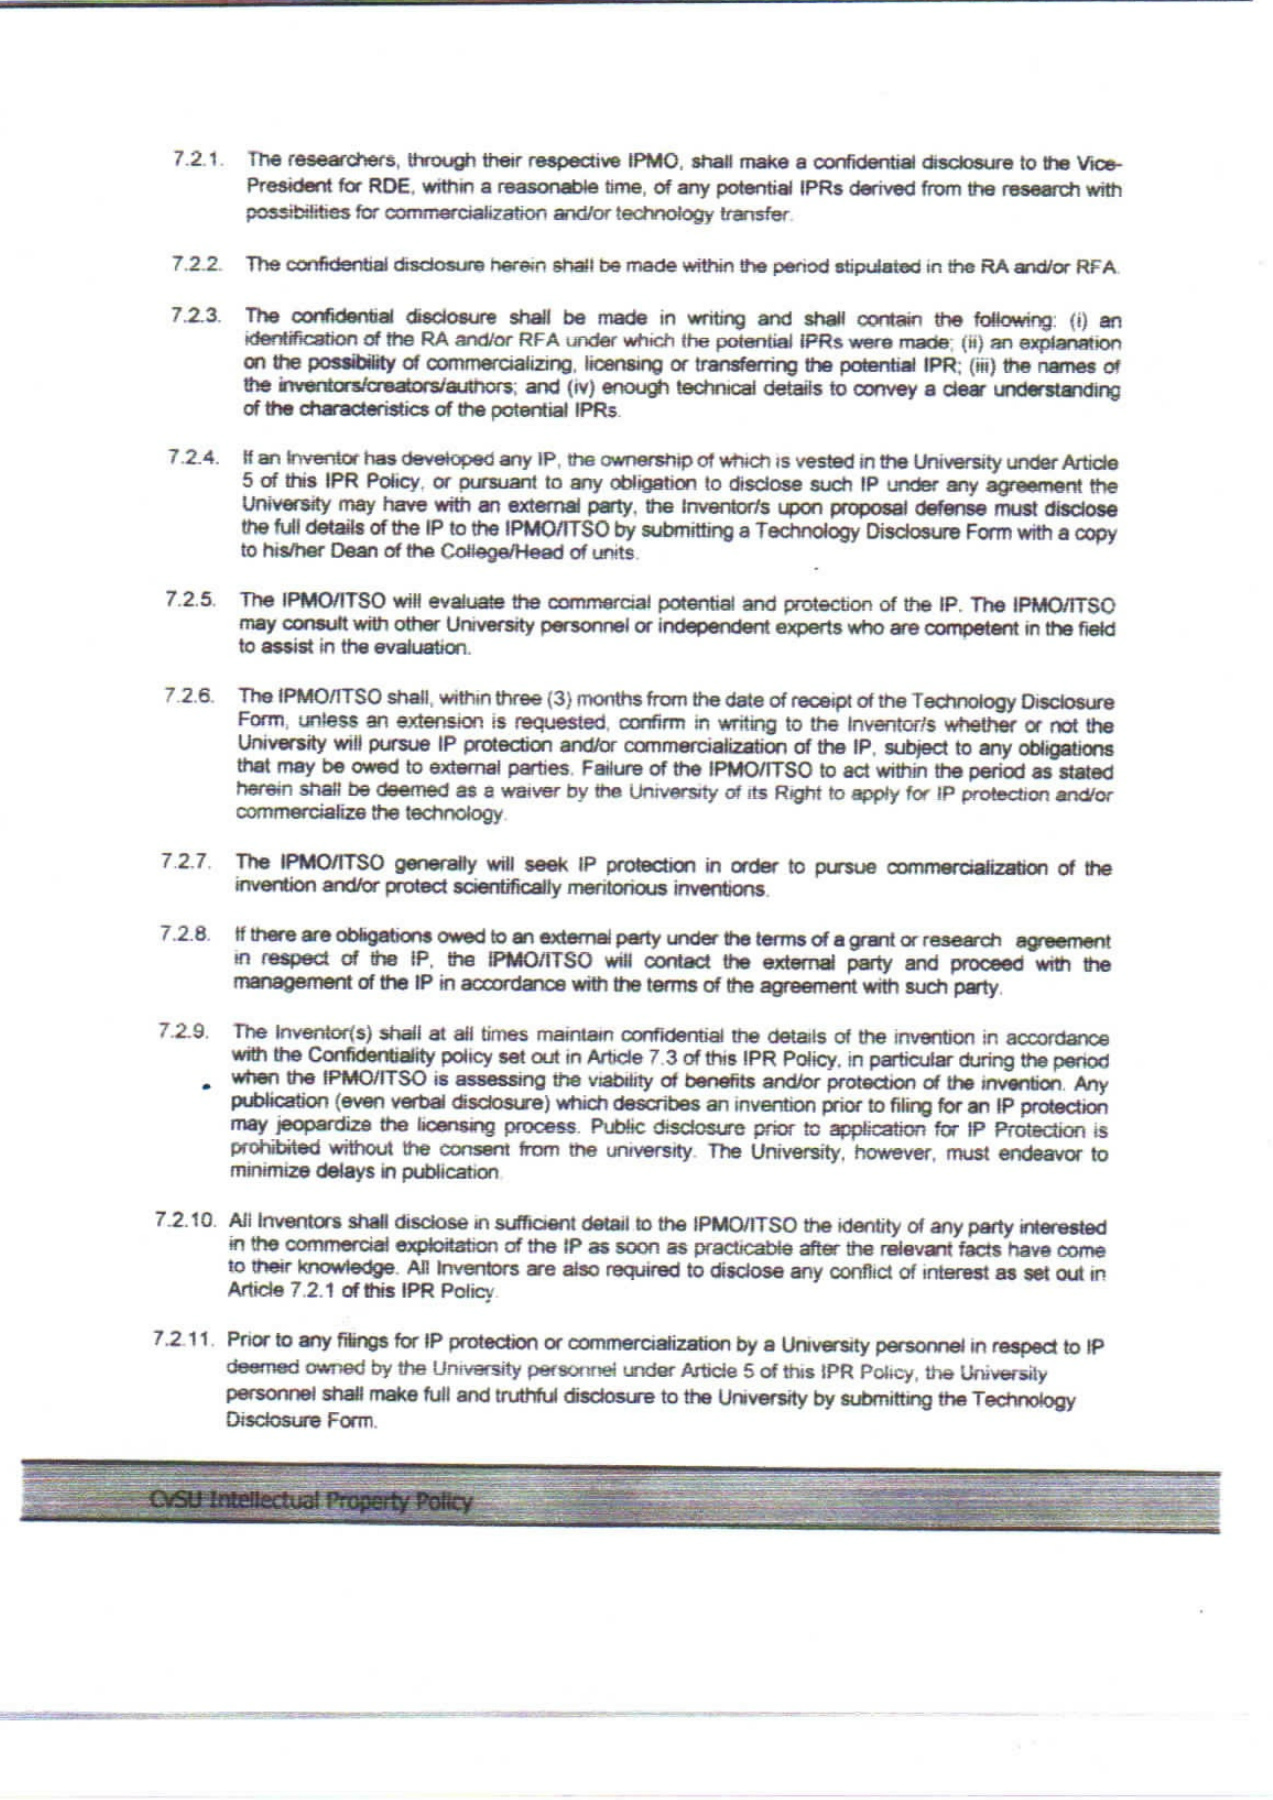 7.2.1. The researchers, through their respective IPMO, shall make a confidential disclosure to the Vice-
President for RDE, within a reasonable time, of any potential IPRs derived from the research with
possibilities for commercialization and/or technology transfer.
7.2.2. The confidential disclosure herein shall be made within the period stipulated in the RA and/or RFA.
7.2.3. The confidential disclosure shall be made in writing and shall contain the following: (i) an
identification of the RA and/or RFA under which the potential IPRs were made; (ii) an explanation
on the possibility of commercializing, licensing or transferring the potential IPR; (iii) the names of
the inventors/creators/authors; and (iv) enough technical details to convey a clear understanding
of the characteristics of the potential IPRs.
7.2.4. If an Inventor has developed any IP, the ownership of which is vested in the University under Article
5 of this IPR Policy, or pursuant to any obligation to disclose such IP under any agreement the
University may have with an external party, the Inventor/s upon proposal defense must disclose
the full details of the IP to the IPMO/ITSO by submitting a Technology Disclosure Form with a copy
to his/her Dean of the College/Head of units.
7.2.5. The IPMO/ITSO will evaluate the commercial potential and protection of the IP. The IPMO/ITSO
may consult with other University personnel or independent experts who are competent in the field
to assist in the evaluation.
7.2.6. The IPMO/ITSO shall, within three (3) months from the date of receipt of the Technology Disclosure
Form, unless an extension is requested, confirm in writing to the Inventor/s whether or not the
University will pursue IP protection and/or commercialization of the IP, subject to any obligations
that may be owed to external parties. Failure of the IPMO/ITSO to act within the period as stated
herein shall be deemed as a waiver by the University of its Right to apply for IP protection and/or
commercialize the technology.
7.2.7. The IPMO/ITSO generally will seek IP protection in order to pursue commercialization of the
invention and/or protect scientifically meritorious inventions.
7.2.8. If there are obligations owed to an external party under the terms of a grant or research agreement
in respect of the IP, the IPMO/ITSO will contact the external party and proceed with the
management of the IP in accordance with the terms of the agreement with such party.
7.2.9. The Inventor(s) shall at all times maintain confidential the details of the invention in accordance
with the Confidentiality policy set out in Article 7.3 of this IPR Policy, in particular during the period
when the IPMO/ITSO is assessing the viability of benefits and/or protection of the invention. Any
publication (even verbal disclosure) which describes an invention prior to filing for an IP protection
may jeopardize the licensing process. Public disclosure prior to application for IP Protection is
prohibited without the consent from the university. The University, however, must endeavor to
minimize delays in publication.
7.2.10. All Inventors shall disclose in sufficient detail to the IPMO/ITSO the identity of any party interested
in the commercial exploitation of the IP as soon as practicable after the relevant facts have come
to their knowledge. All Inventors are also required to disclose any conflict of interest as set out in
Article 7.2.1 of this IPR Policy.
7.2.11. Prior to any filings for IP protection or commercialization by a University personnel in respect to IP
deemed owned by the University personnel under Article 5 of this IPR Policy, the University
personnel shall make full and truthful disclosure to the University by submitting the Technology
Disclosure Form.
CvSU Intellectual Property Policy